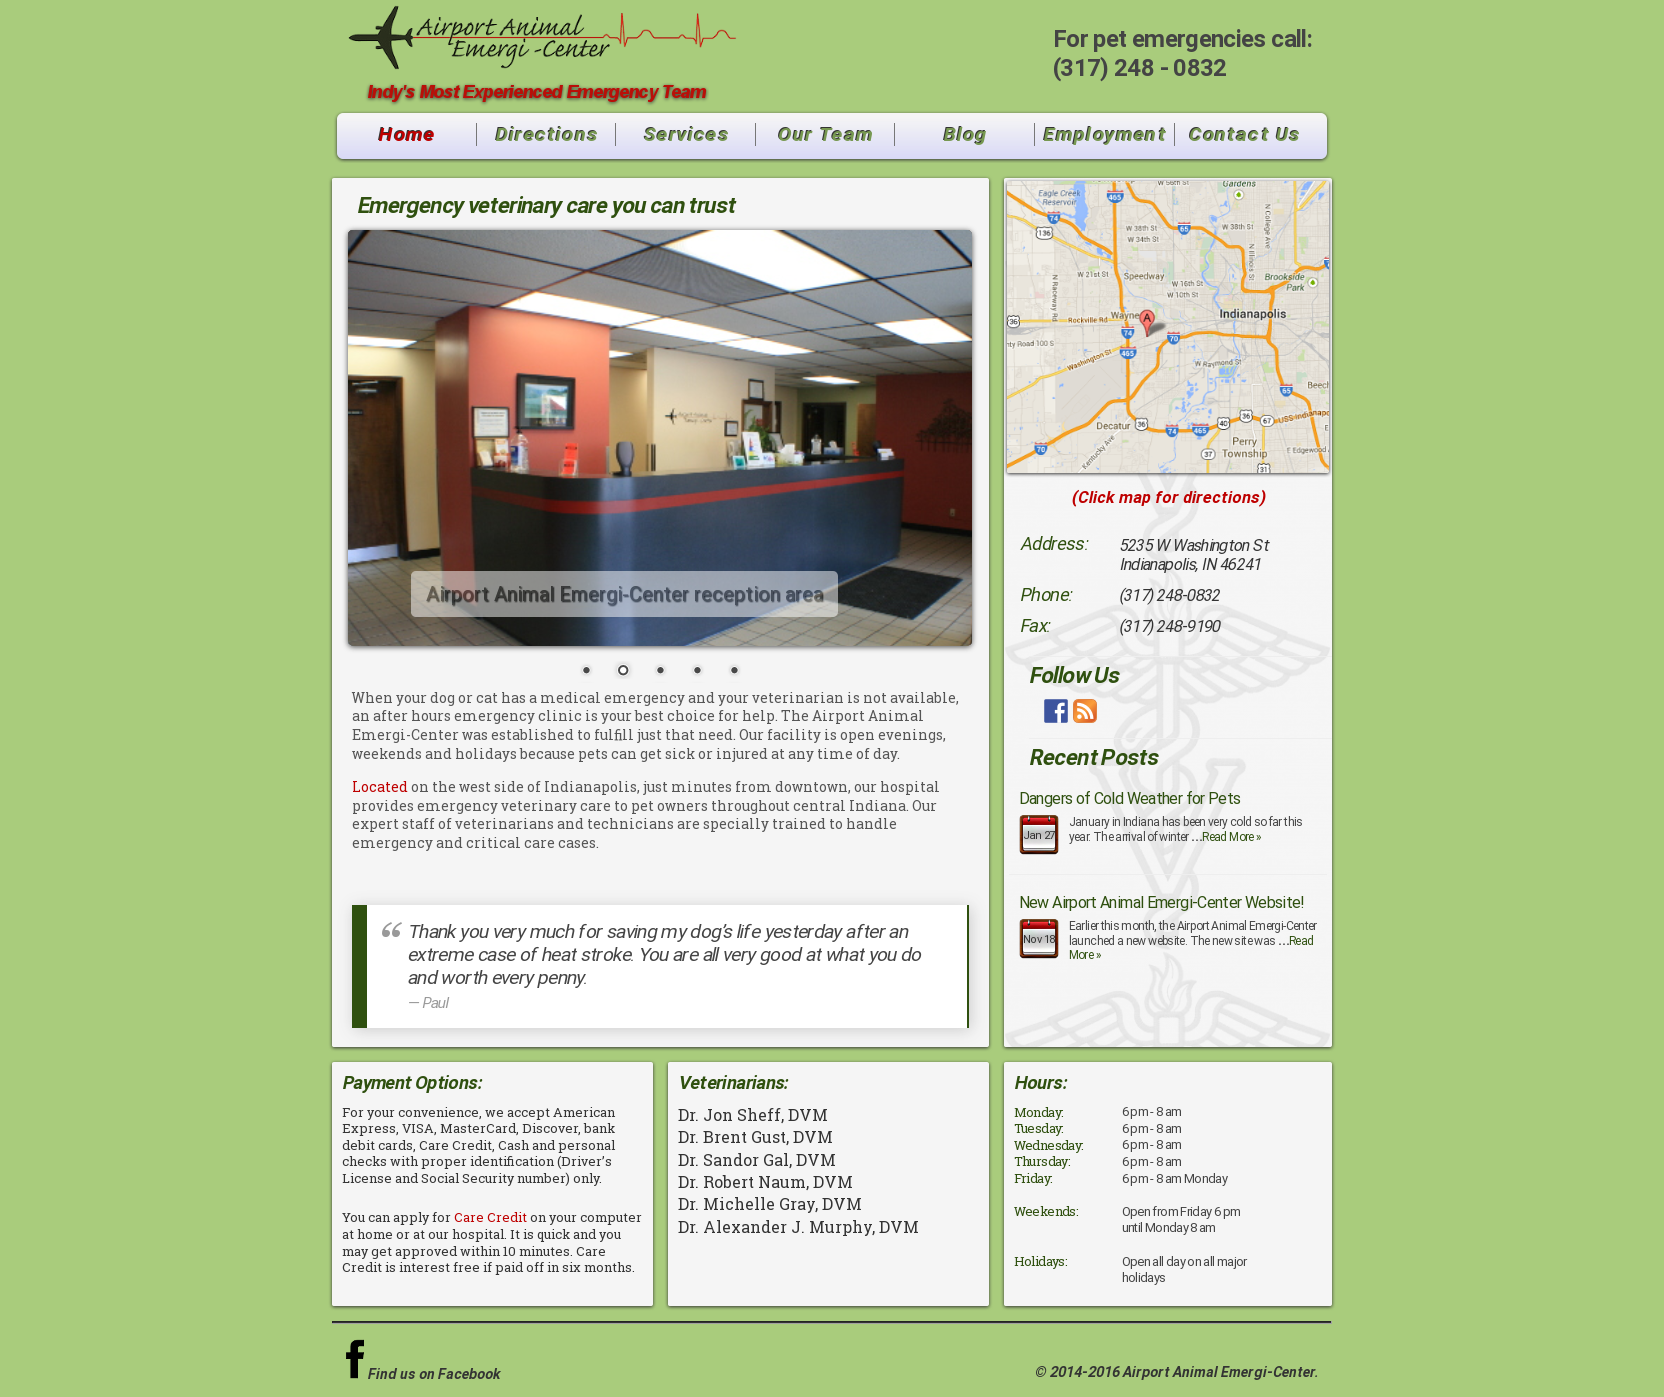 Airport Animal
Emergi-Center
Indy's Most Experienced Emergency Team
For pet emergencies call:
(317) 248 - 0832
Home
Directions
Services
Our Team
Blog
Employment
Contact Us
Emergency veterinary care you can trust
Airport Animal Emergi-Center reception area
When your dog or cat has a medical emergency and your veterinarian is not available,
an after hours emergency clinic is your best choice for help. The Airport Animal
Emergi-Center was established to fulfill just that need. Our facility is open evenings,
weekends and holidays because pets can get sick or injured at any time of day.
Located on the west side of Indianapolis, just minutes from downtown, our hospital
provides emergency veterinary care to pet owners throughout central Indiana. Our
expert staff of veterinarians and technicians are specially trained to handle
emergency and critical care cases.
“ Thank you very much for saving my dog’s life yesterday after an
extreme case of heat stroke. You are all very good at what you do
and worth every penny.
— Paul
W 56th St
Gardens
Eagle Creek
Reservoir
465
74
136
W 38th St
W 34th St
65
W 38th St
N College Ave
N Illinois St
W 21st St
Speedway
W 16th St
W 10th St
Brookside
Park
N Raceway Rd
36
Rockville Rd
Wayne
A
Indianapolis
74
70
nty Road 100 S
Washington St
465
W Raymond St
Beech
65
Decatur
36
74
465
40
36
67
USS Indianapo
Kentucky Ave
70
37
Perry
Township
E Edgewood A
31
(Click map for directions)
Address:
5235 W Washington St
Indianapolis, IN 46241
Phone:
(317) 248-0832
Fax:
(317) 248-9190
Follow Us
Recent Posts
Dangers of Cold Weather for Pets
Jan 27
January in Indiana has been very cold so far this
year. The arrival of winter …Read More »
New Airport Animal Emergi-Center Website!
Nov 18
Earlier this month, the Airport Animal Emergi-Center
launched a new website. The new site was …Read
More »
Payment Options:
For your convenience, we accept American
Express, VISA, MasterCard, Discover, bank
debit cards, Care Credit, Cash and personal
checks with proper identification (Driver’s
License and Social Security number) only.
You can apply for Care Credit on your computer
at home or at our hospital. It is quick and you
may get approved within 10 minutes. Care
Credit is interest free if paid off in six months.
Veterinarians:
Dr. Jon Sheff, DVM
Dr. Brent Gust, DVM
Dr. Sandor Gal, DVM
Dr. Robert Naum, DVM
Dr. Michelle Gray, DVM
Dr. Alexander J. Murphy, DVM
Hours:
Monday: 6 pm - 8 am
Tuesday: 6 pm - 8 am
Wednesday: 6 pm - 8 am
Thursday: 6 pm - 8 am
Friday: 6 pm - 8 am Monday
Weekends: Open from Friday 6 pm
until Monday 8 am
Holidays: Open all day on all major
holidays
Find us on Facebook
© 2014-2016 Airport Animal Emergi-Center.